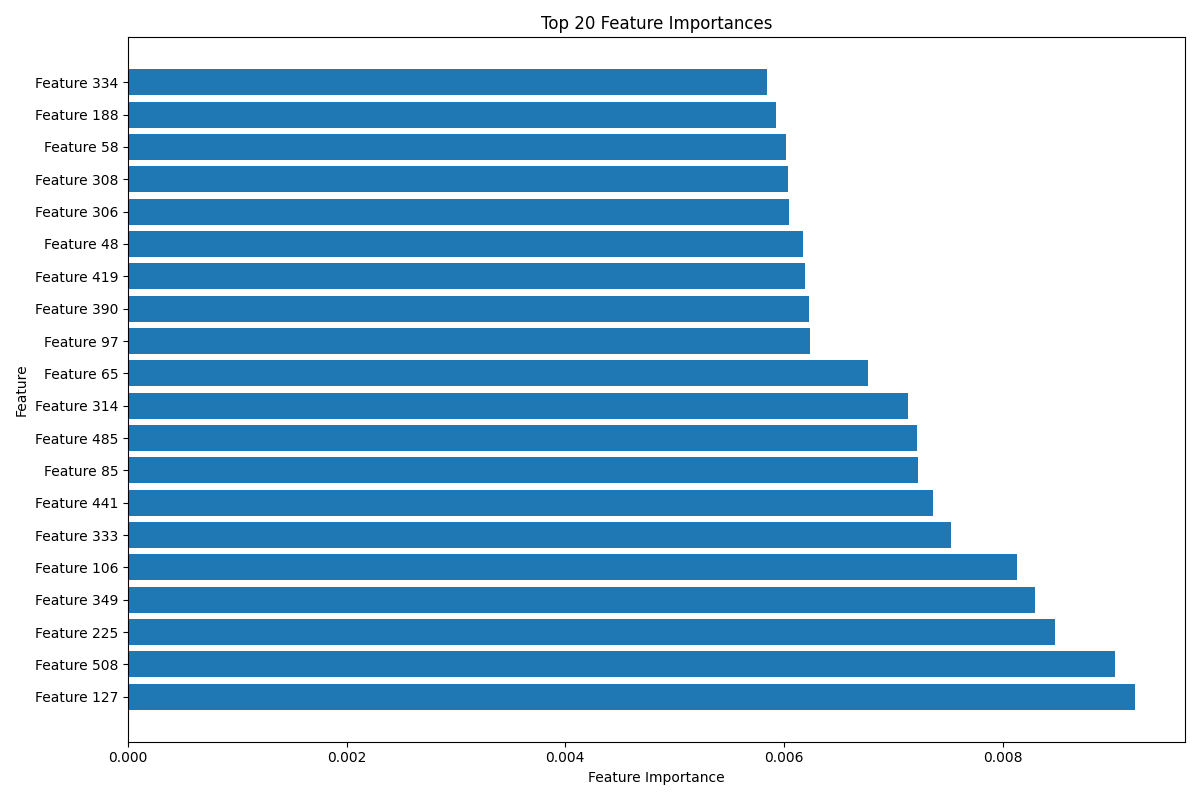 Top 20 Feature Importances
Feature
Feature 334
Feature 188
Feature 58
Feature 308
Feature 306
Feature 48
Feature 419
Feature 390
Feature 97
Feature 65
Feature 314
Feature 485
Feature 85
Feature 441
Feature 333
Feature 106
Feature 349
Feature 225
Feature 508
Feature 127
0.000 0.002 0.004 0.006 0.008
Feature Importance